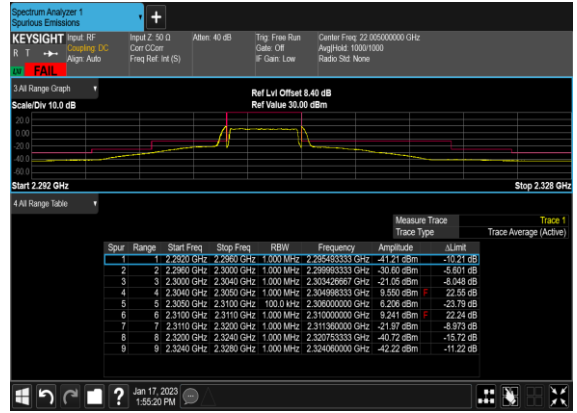 Spectrum Analyzer 1
Spurious Emissions
KEYSIGHT Input: RF Input Z: 50 Ω Atten: 40 dB Trig: Free Run Center Freq: 22.005000000 GHz
R T Coupling: DC Corr CCorr Gate: Off Avg|Hold: 1000/1000
Align: Auto Freq Ref: Int (S) IF Gain: Low Radio Std: None
FAIL
3 All Range Graph
Ref Lvl Offset 8.40 dB
Scale/Div 10.0 dB Ref Value 30.00 dBm
20.0
0.00
-20.0
-40.0
-60.0
Start 2.292 GHz Stop 2.328 GHz
4 All Range Table
Measure Trace Trace 1
Trace Type Trace Average (Active)
Spur Range Start Freq Stop Freq RBW Frequency Amplitude ΔLimit
1 1 2.2920 GHz 2.2960 GHz 1.000 MHz 2.295493333 GHz -41.21 dBm -10.21 dB
2 2 2.2960 GHz 2.3000 GHz 1.000 MHz 2.299993333 GHz -30.60 dBm -5.601 dB
3 3 2.3000 GHz 2.3040 GHz 1.000 MHz 2.303426667 GHz -21.05 dBm -8.048 dB
4 4 2.3040 GHz 2.3050 GHz 1.000 MHz 2.304998333 GHz 9.550 dBm F 22.55 dB
5 5 2.3050 GHz 2.3100 GHz 100.0 kHz 2.306000000 GHz 6.206 dBm -23.79 dB
6 6 2.3100 GHz 2.3110 GHz 1.000 MHz 2.310000000 GHz 9.241 dBm F 22.24 dB
7 7 2.3110 GHz 2.3200 GHz 1.000 MHz 2.311360000 GHz -21.97 dBm -8.973 dB
8 8 2.3200 GHz 2.3240 GHz 1.000 MHz 2.320753333 GHz -40.72 dBm -15.72 dB
9 9 2.3240 GHz 2.3280 GHz 1.000 MHz 2.324060000 GHz -42.22 dBm -11.22 dB
? Jan 17, 2023
1:55:20 PM